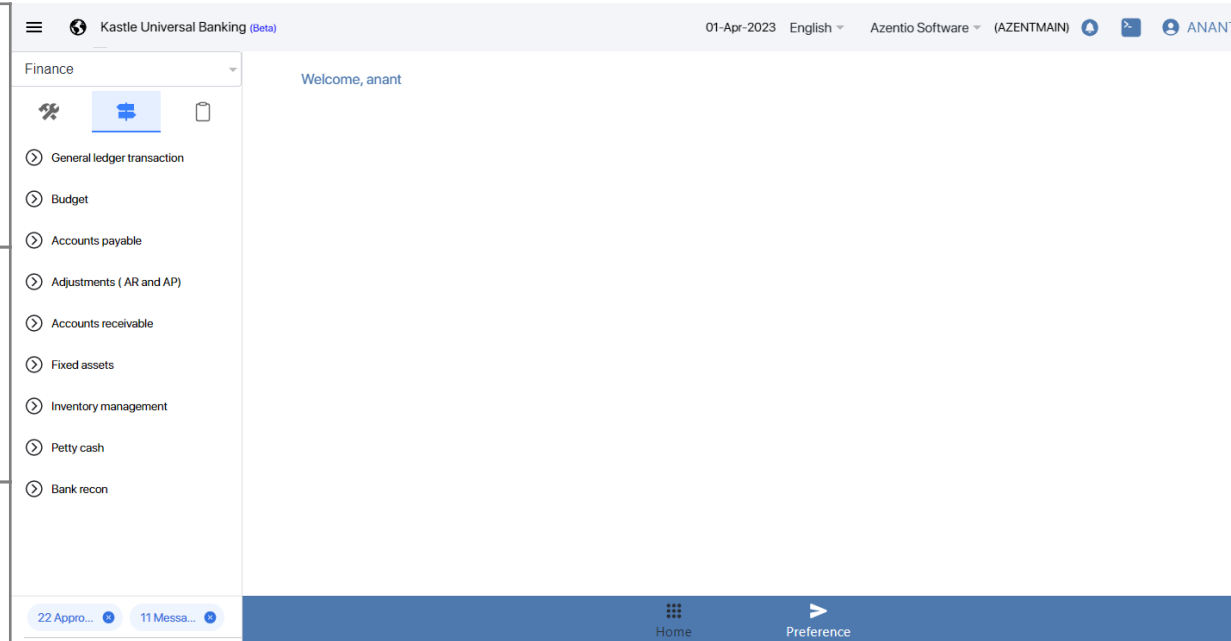 Kastle Universal Banking (Beta)
01-Apr-2023 English Azentio Software (AZENTMAIN) ANANT
Finance
Welcome, anant
General ledger transaction
Budget
Accounts payable
Adjustments ( AR and AP)
Accounts receivable
Fixed assets
Inventory management
Petty cash
Bank recon
22 Appro... 11 Messa...
Home
Preference